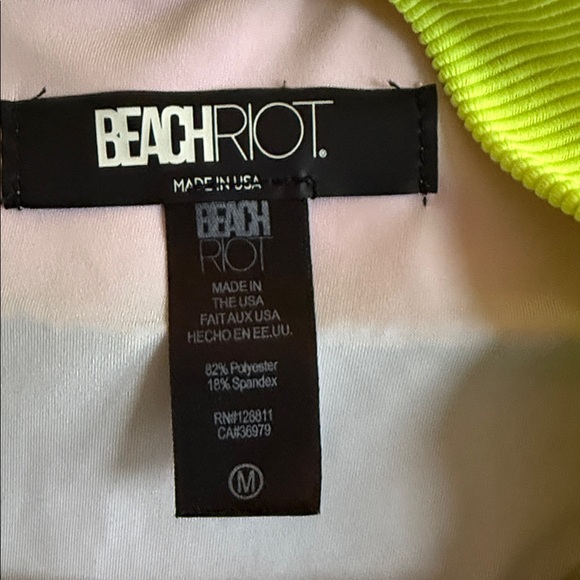 BEACHRIOT®
MADE IN USA
BEACH
RIOT
MADE IN
THE USA
FAIT AUX USA
HECHO EN EE.UU.
82% Polyester
18% Spandex
RN#128811
CA#36979
M